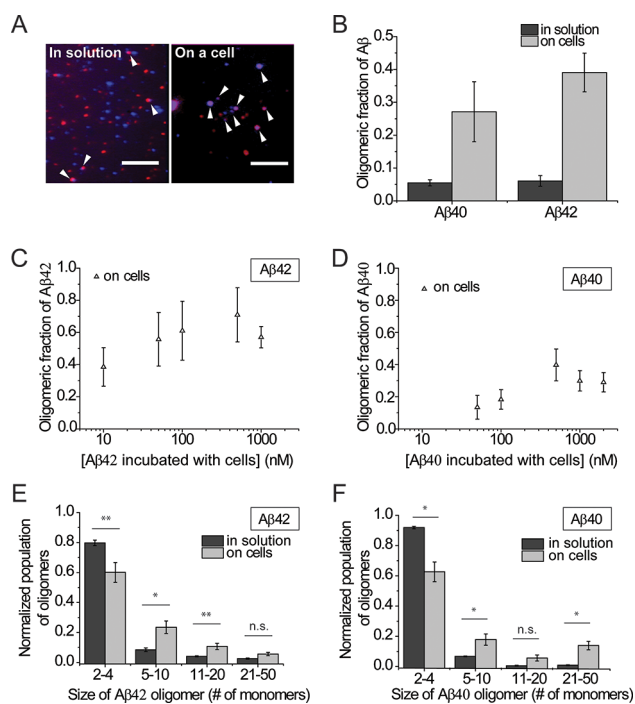 A
In solution
On a cell
B
in solution
on cells
Oligomeric fraction of Aβ
0.5
0.4
0.3
0.2
0.1
0.0
Aβ40
Aβ42
C
Oligomeric fraction of Aβ42
1.0
0.8
0.6
0.4
0.2
0.0
on cells
Aβ42
10
100
1000
[Aβ42 incubated with cells] (nM)
D
Oligomeric fraction of Aβ40
1.0
0.8
0.6
0.4
0.2
0.0
on cells
Aβ40
10
100
1000
[Aβ40 incubated with cells] (nM)
E
Normalized population
of oligomers
1.0
0.8
0.6
0.4
0.2
0.0
Aβ42
in solution
on cells
**
*
**
n.s.
2-4
5-10
11-20
21-50
Size of Aβ42 oligomer (# of monomers)
F
Normalized population
of oligomers
1.0
0.8
0.6
0.4
0.2
0.0
Aβ40
in solution
on cells
*
*
n.s.
*
2-4
5-10
11-20
21-50
Size of Aβ40 oligomer (# of monomers)